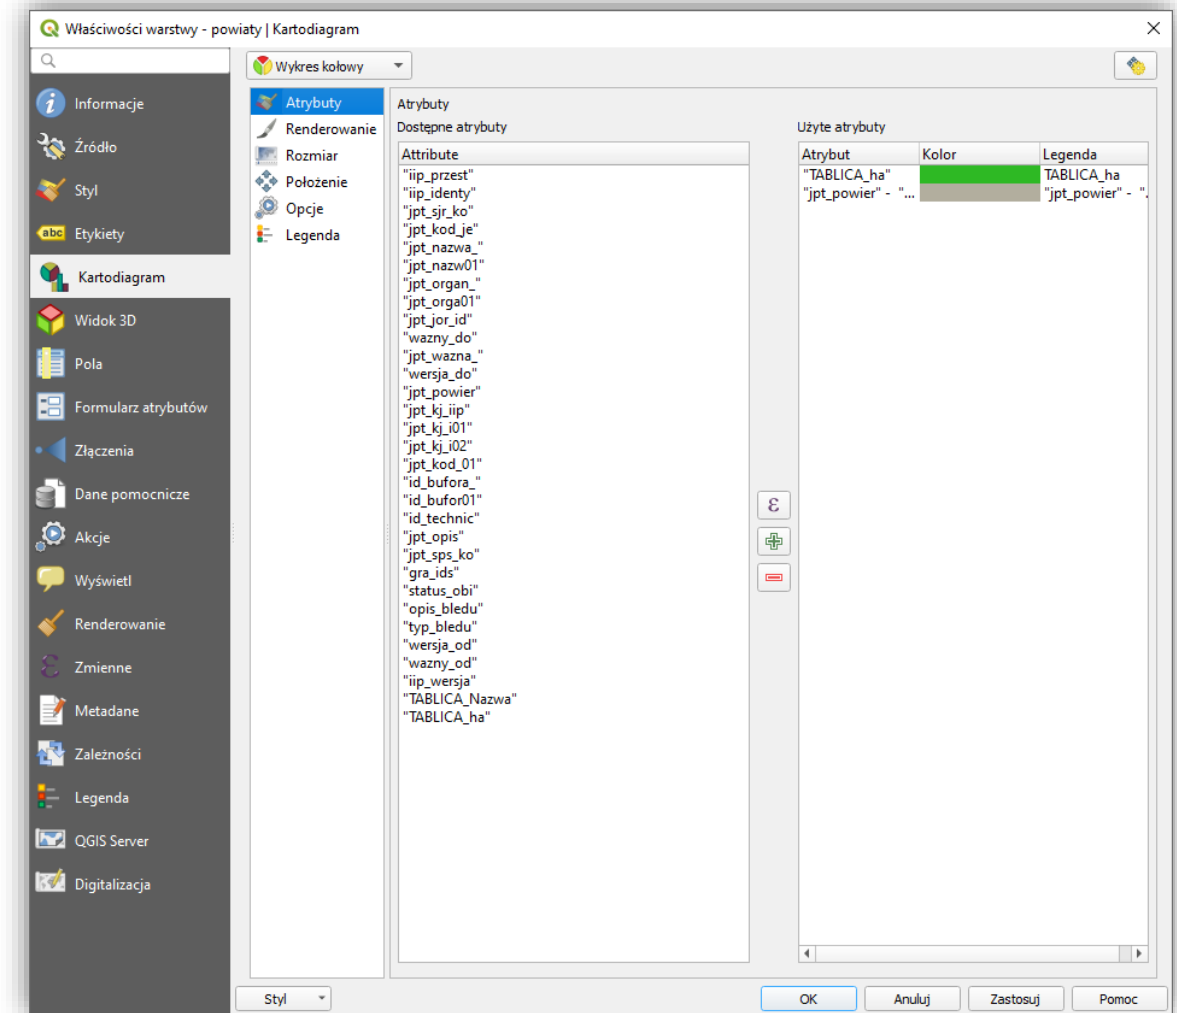 Właściwości warstwy - powiaty | Kartodiagram
Wykres kołowy
Informacje
Źródło
Styl
abc Etykiety
Kartodiagram
Widok 3D
Pola
Formularz atrybutów
Złączenia
Dane pomocnicze
Akcje
Wyświetl
Renderowanie
Zmienne
Metadane
Zależności
Legenda
QGIS Server
Digitalizacja
Atrybuty
Renderowanie
Rozmiar
Położenie
Opcje
Legenda
Atrybuty
Dostępne atrybuty
Attribute
"iip_przest"
"iip_identy"
"jpt_sjr_ko"
"jpt_kod_je"
"jpt_nazwa_"
"jpt_nazw01"
"jpt_organ_"
"jpt_orga01"
"jpt_jor_id"
"wazny_do"
"jpt_wazna_"
"wersja_do"
"jpt_powier"
"jpt_kj_iip"
"jpt_kj_i01"
"jpt_kj_i02"
"jpt_kod_01"
"id_bufora_"
"id_bufor01"
"id_technic"
"jpt_opis"
"jpt_sps_ko"
"gra_ids"
"status_obi"
"opis_bledu"
"typ_bledu"
"wersja_od"
"wazny_od"
"iip_wersja"
"TABLICA_Nazwa"
"TABLICA_ha"
ε
Użyte atrybuty
Atrybut Kolor Legenda
"TABLICA_ha" TABLICA_ha
"jpt_powier" - "... "jpt_powier" - ".
Styl
OK Anuluj Zastosuj Pomoc